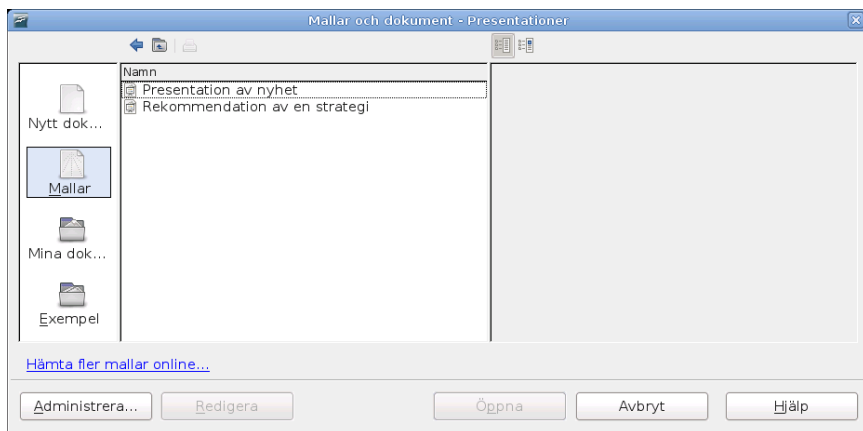 Mallar och dokument - Presentationer
Namn
Presentation av nyhet
Rekommendation av en strategi
Nytt dok...
Mallar
Mina dok...
Exempel
Hämta fler mallar online...
Administrera...
Redigera
Öppna
Avbryt
Hjälp